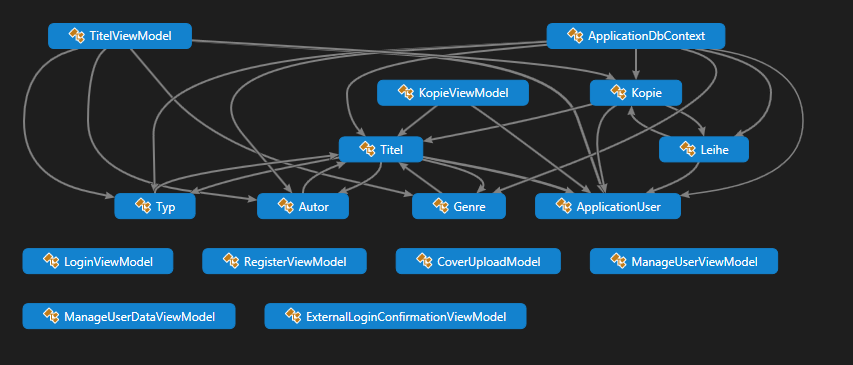 TitelViewModel
ApplicationDbContext
KopieViewModel
Kopie
Titel
Leihe
Typ
Autor
Genre
ApplicationUser
LoginViewModel
RegisterViewModel
CoverUploadModel
ManageUserViewModel
ManageUserDataViewModel
ExternalLoginConfirmationViewModel